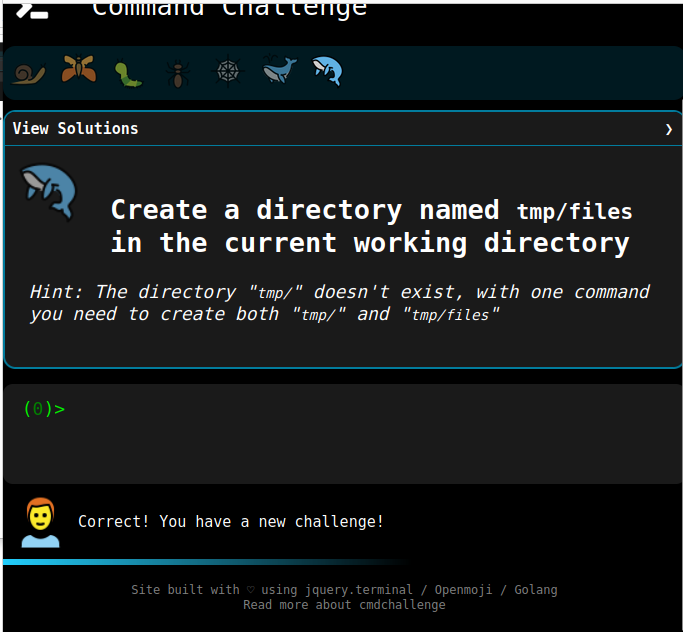 Command Challenge
View Solutions ❯
Create a directory named tmp/files
in the current working directory
Hint: The directory "tmp/" doesn't exist, with one command
you need to create both "tmp/" and "tmp/files"
(0)>
Correct! You have a new challenge!
Site built with ♡ using jquery.terminal / Openmoji / Golang
Read more about cmdchallenge